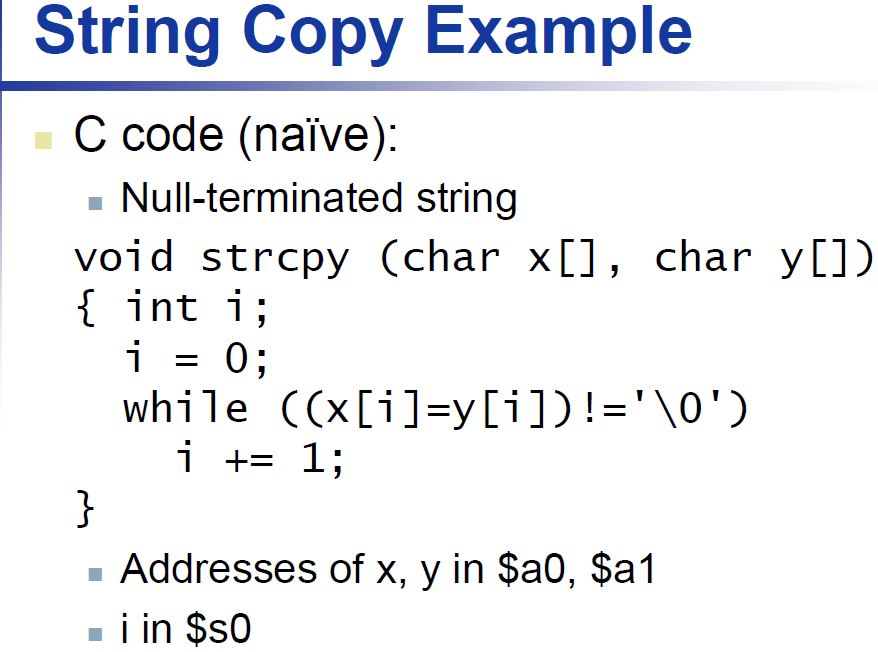 String Copy Example
C code (naïve):
Null-terminated string
void strcpy (char x[], char y[])
{ int i;
i = 0;
while ((x[i]=y[i])!='\0')
i += 1;
}
Addresses of x, y in $a0, $a1
i in $s0